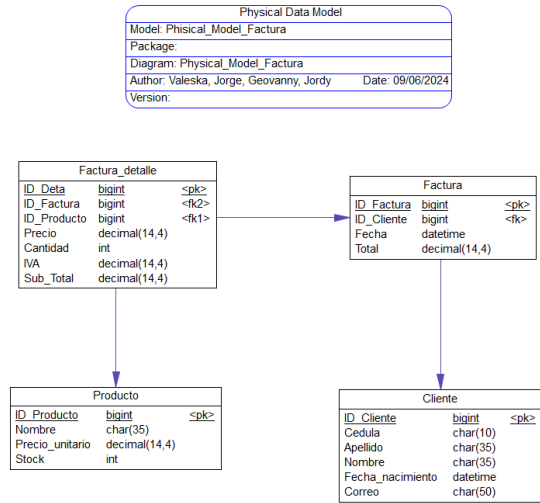 Physical Data Model
Model: Phisical_Model_Factura
Package:
Diagram: Physical_Model_Factura
Author: Valeska, Jorge, Geovanny, Jordy Date: 09/06/2024
Version:
Factura_detalle
ID_Deta bigint <pk>
ID_Factura bigint <fk2>
ID_Producto bigint <fk1>
Precio decimal(14,4)
Cantidad int
IVA decimal(14,4)
Sub_Total decimal(14,4)
Factura
ID_Factura bigint <pk>
ID_Cliente bigint <fk>
Fecha datetime
Total decimal(14,4)
Producto
ID_Producto bigint <pk>
Nombre char(35)
Precio_unitario decimal(14,4)
Stock int
Cliente
ID_Cliente bigint <pk>
Cedula char(10)
Apellido char(35)
Nombre char(35)
Fecha_nacimiento datetime
Correo char(50)